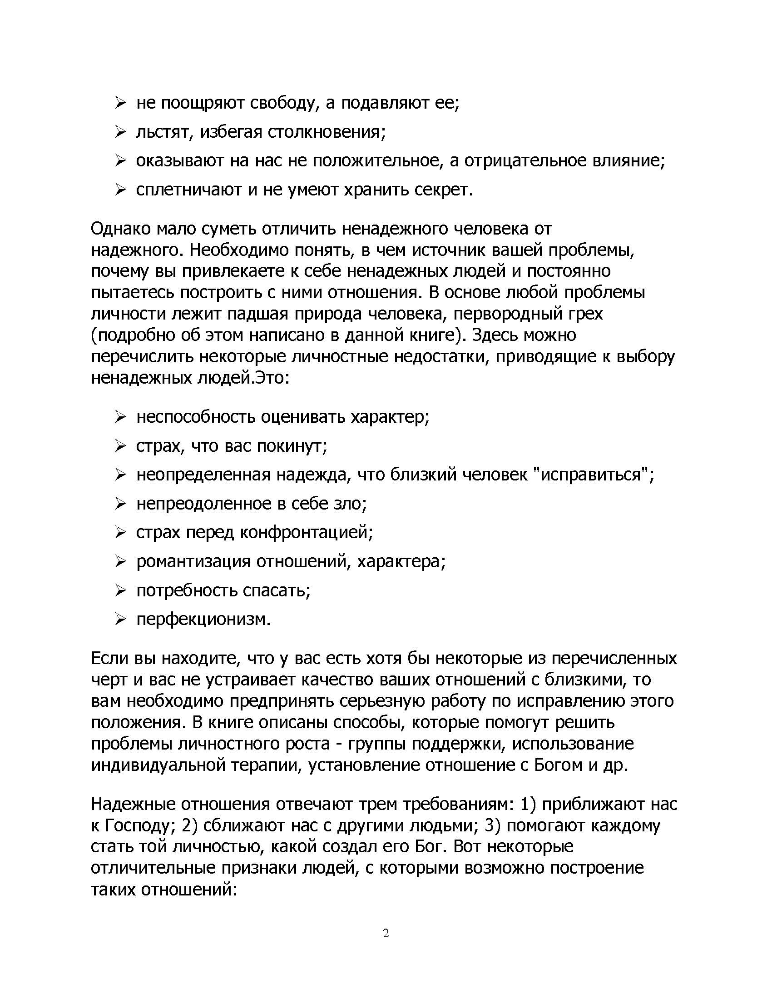 ➢ не поощряют свободу, а подавляют ее;
➢ льстят, избегая столкновения;
➢ оказывают на нас не положительное, а отрицательное влияние;
➢ сплетничают и не умеют хранить секрет.
Однако мало суметь отличить ненадежного человека от
надежного. Необходимо понять, в чем источник вашей проблемы,
почему вы привлекаете к себе ненадежных людей и постоянно
пытаетесь построить с ними отношения. В основе любой проблемы
личности лежит падшая природа человека, первородный грех
(подробно об этом написано в данной книге). Здесь можно
перечислить некоторые личностные недостатки, приводящие к выбору
ненадежных людей.Это:
➢ неспособность оценивать характер;
➢ страх, что вас покинут;
➢ неопределенная надежда, что близкий человек "исправиться";
➢ непреодоленное в себе зло;
➢ страх перед конфронтацией;
➢ романтизация отношений, характера;
➢ потребность спасать;
➢ перфекционизм.
Если вы находите, что у вас есть хотя бы некоторые из перечисленных
черт и вас не устраивает качество ваших отношений с близкими, то
вам необходимо предпринять серьезную работу по исправлению этого
положения. В книге описаны способы, которые помогут решить
проблемы личностного роста - группы поддержки, использование
индивидуальной терапии, установление отношение с Богом и др.
Надежные отношения отвечают трем требованиям: 1) приближают нас
к Господу; 2) сближают нас с другими людьми; 3) помогают каждому
стать той личностью, какой создал его Бог. Вот некоторые
отличительные признаки людей, с которыми возможно построение
таких отношений:
2